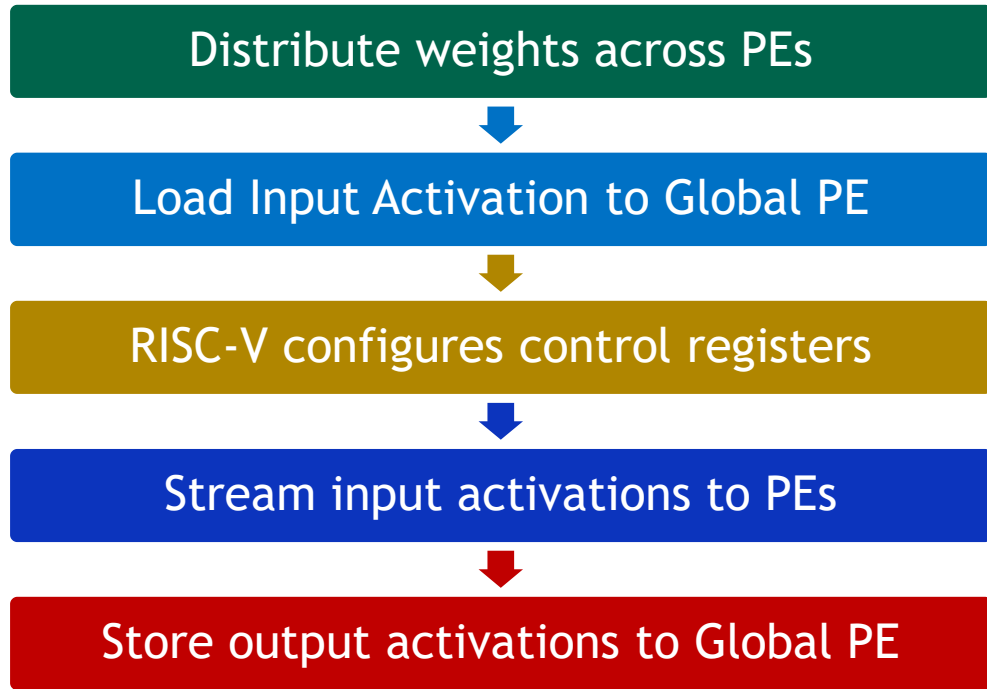 Distribute weights across PEs
Load Input Activation to Global PE
RISC-V configures control registers
Stream input activations to PEs
Store output activations to Global PE